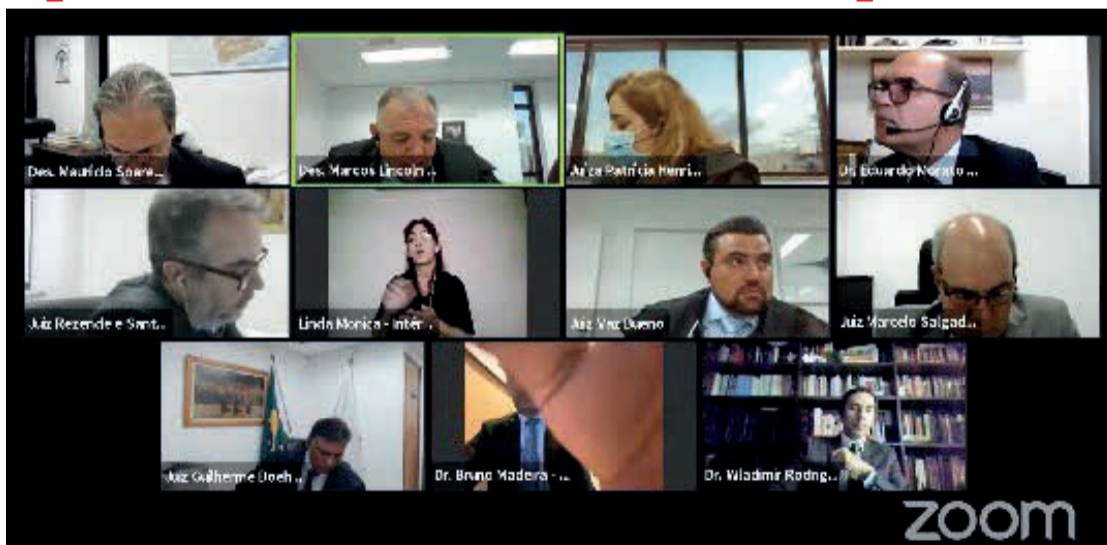 Des. Maurício Soare...
Des. Marcos Lincoln ...
Juíza Patrícia Henri...
Dr. Eduardo Morato ...
Juiz Rezende e Sant...
Linda Monica - Intér...
Juiz Vaz Bueno
Juiz Marcelo Salgad...
Juiz Guilherme Doeh...
Dr. Bruno Madeira - ...
Dr. Wladimir Rodrig...
zoom